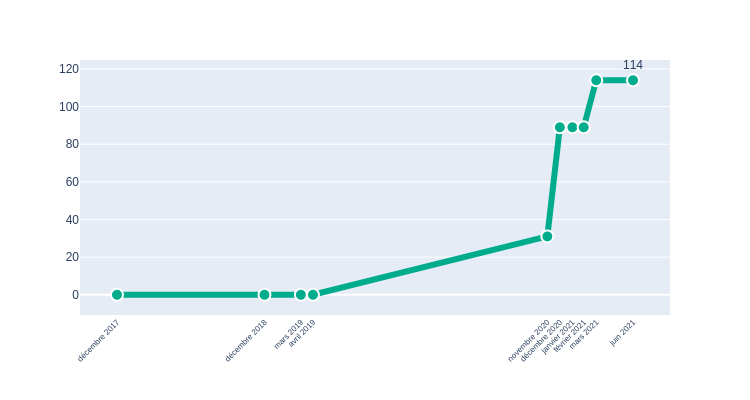 114
120
100
80
60
40
20
0
décembre 2017
décembre 2018
mars 2019
avril 2019
novembre 2020
décembre 2020
janvier 2021
février 2021
mars 2021
juin 2021